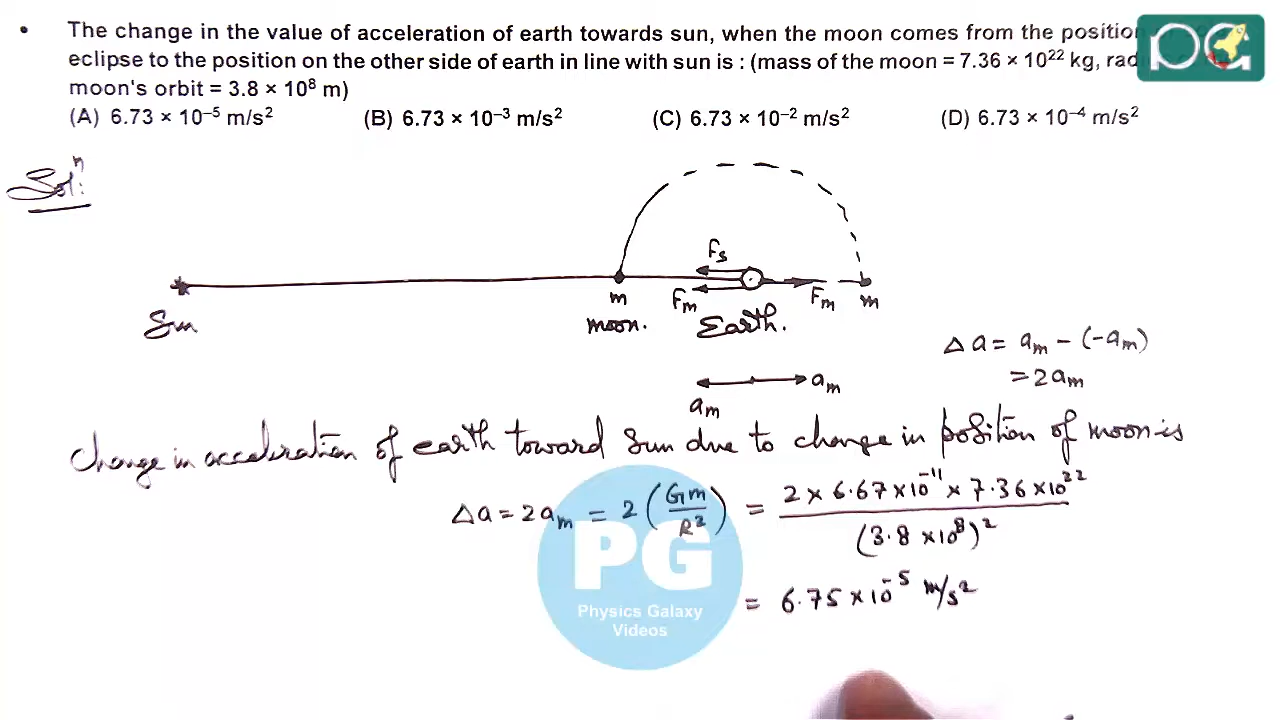 • The change in the value of acceleration of earth towards sun, when the moon comes from the position
eclipse to the position on the other side of earth in line with sun is : (mass of the moon = 7.36 × 10²² kg,
moon's orbit = 3.8 × 10⁸ m)
(A) 6.73 × 10⁻⁵ m/s² (B) 6.73 × 10⁻³ m/s² (C) 6.73 × 10⁻² m/s² (D) 6.73 × 10⁻⁴ m/s²
Solⁿ:
Fs
Fm Fm
m m
Sun moon. Earth.
Δa = am - (-am)
= 2am
am am
Change in acceleration of earth toward sun due to change in position of moon is
Δa = 2am = 2 (Gm/R²) = 2 × 6.67 × 10⁻¹¹ × 7.36 × 10²² / (3.8 × 10⁸)²
= 6.75 × 10⁻⁵ m/s²
PG
Physics Galaxy
Videos